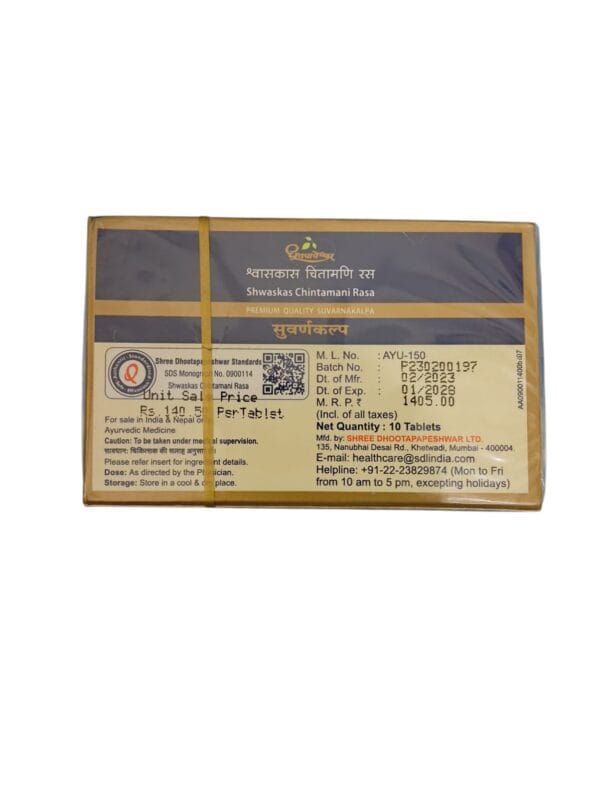 धूतपापेश्वर
श्वासकास चिंतामणि रस
Shwaskas Chintamani Rasa
PREMIUM QUALITY SUVARNAKALPA
सुवर्णकल्प
Shree Dhootapapeshwar Standards
SDS Monograph No. 0900114
Shwaskas Chintamani Rasa
Unit Sale Price
Rs.140.50 PerTablet
For sale in India & Nepal only
Ayurvedic Medicine
Caution: To be taken under medical supervision.
सावधान: चिकित्सक की सलाह अनुसार
Please refer insert for ingredient details.
Dose: As directed by the Physician.
Storage: Store in a cool & dry place.
M. L. No. : AYU-150
Batch No. : P230200197
Dt. of Mfr. : 02/2023
Dt. of Exp. : 01/2028
M. R. P. ₹ 1405.00
(Incl. of all taxes)
Net Quantity : 10 Tablets
Mfd. by: SHREE DHOOTAPAPESHWAR LTD.
135, Nanubhai Desai Rd., Khetwadi, Mumbai - 400004.
E-mail: healthcare@sdlindia.com
Helpline: +91-22-23829874 (Mon to Fri
from 10 am to 5 pm, excepting holidays)